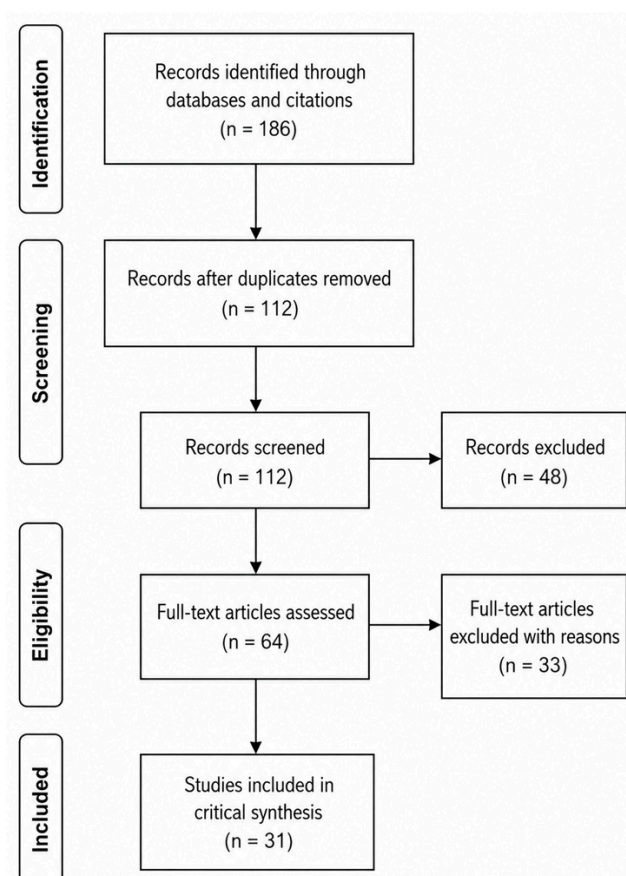 Identification
Records identified through
databases and citations
(n = 186)
Screening
Records after duplicates removed
(n = 112)
Records screened
(n = 112)
Records excluded
(n = 48)
Eligibility
Full-text articles assessed
(n = 64)
Full-text articles
excluded with reasons
(n = 33)
Included
Studies included in
critical synthesis
(n = 31)